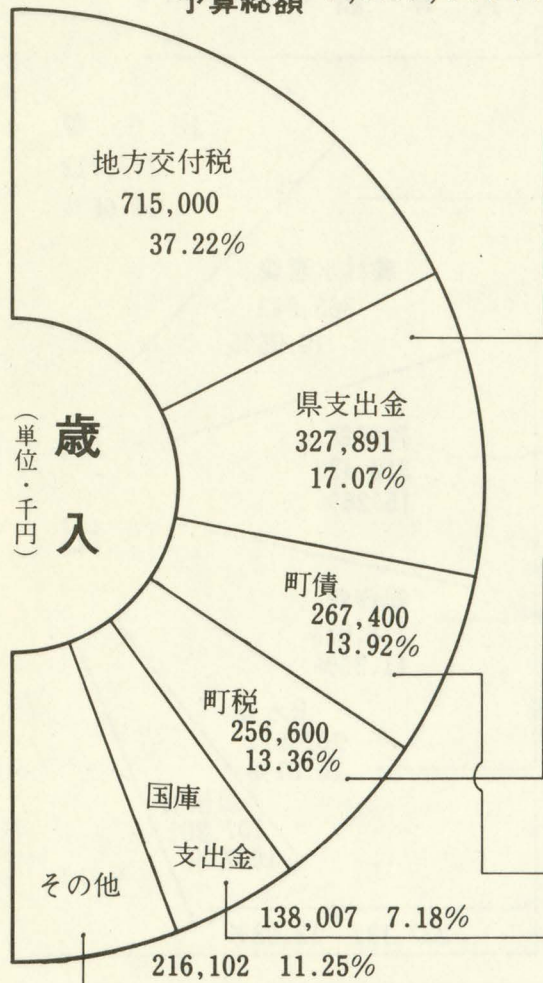 予算総額
地方交付税
715,000
37.22%
県支出金
327,891
17.07%
歳入
(単位・千円)
町債
267,400
13.92%
町税
256,600
13.36%
国庫
支出金
138,007 7.18%
その他
216,102 11.25%